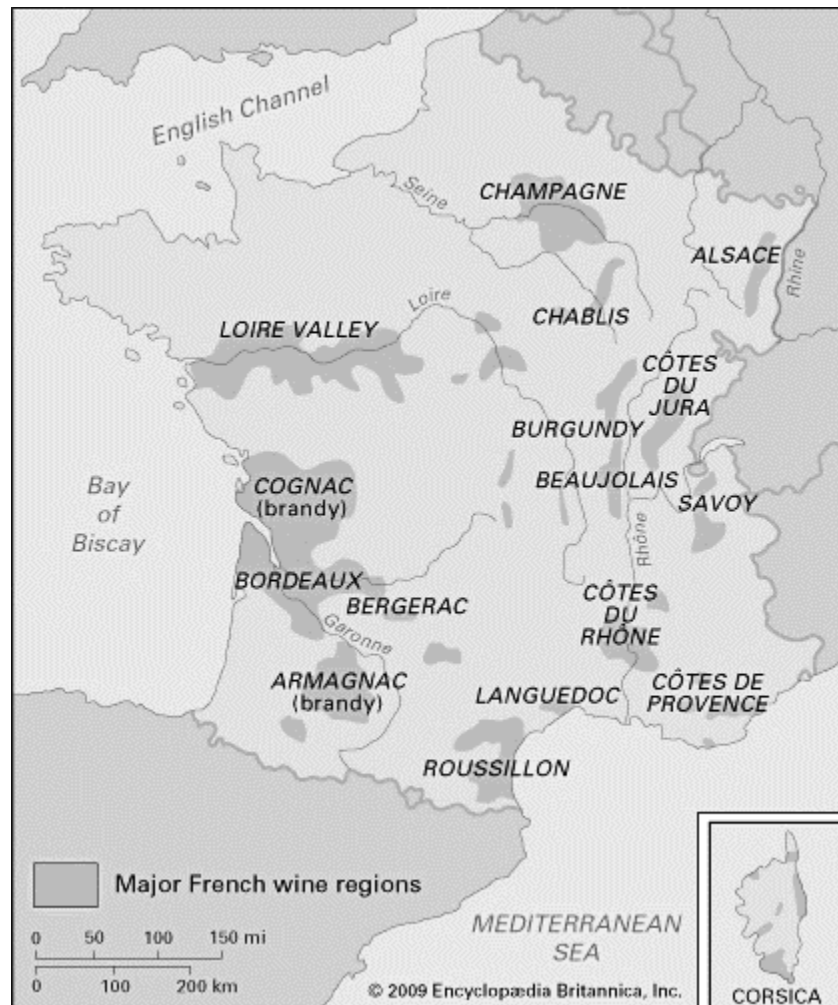 English Channel
Seine
CHAMPAGNE
ALSACE
Rhine
Loire
CHABLIS
LOIRE VALLEY
CÔTES
DU
JURA
BURGUNDY
BEAUJOLAIS
SAVOY
COGNAC
(brandy)
Bay
of
Biscay
Rhône
BORDEAUX
BERGERAC
CÔTES
DU
RHÔNE
Garonne
ARMAGNAC
(brandy)
LANGUEDOC
CÔTES DE
PROVENCE
ROUSSILLON
Major French wine regions
0 50 100 150 mi
0 100 200 km
MEDITERRANEAN
SEA
© 2009 Encyclopædia Britannica, Inc.
CORSICA